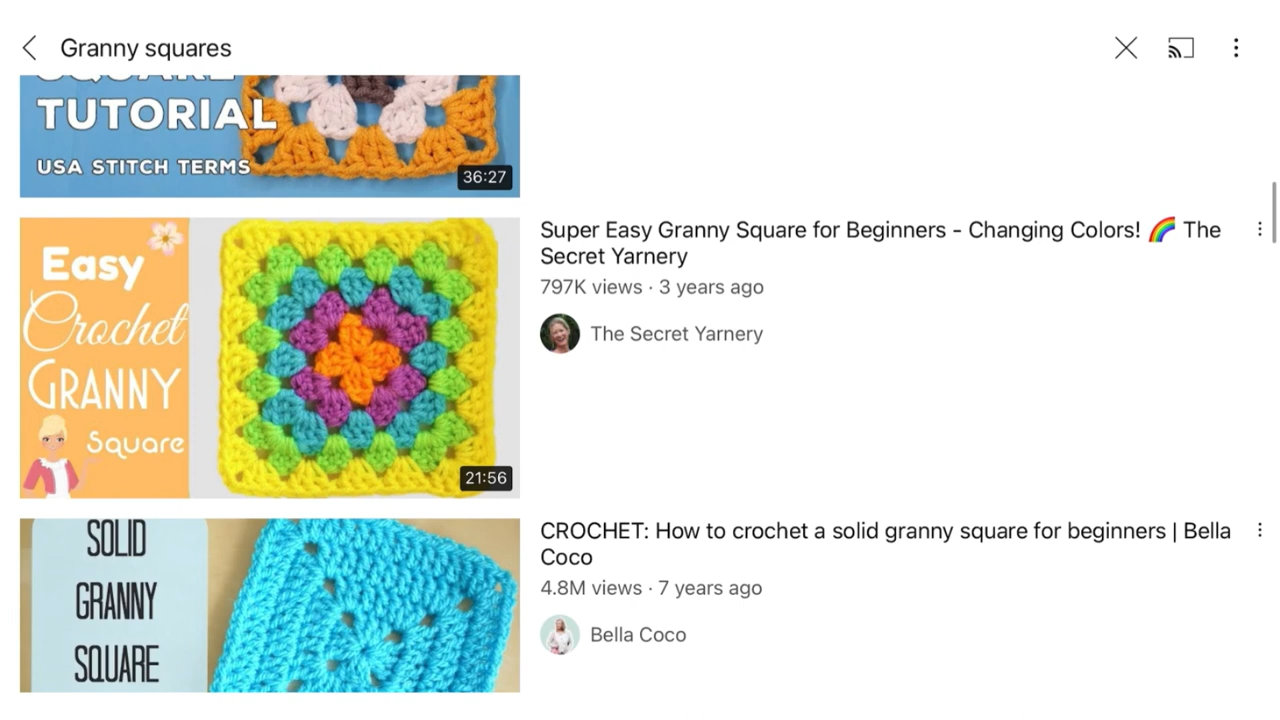 Granny squares
SQUARE
TUTORIAL
USA STITCH TERMS
36:27
Easy
Crochet
GRANNY
Square
21:56
Super Easy Granny Square for Beginners - Changing Colors! 🌈 The
Secret Yarnery
797K views · 3 years ago
The Secret Yarnery
SOLID
GRANNY
SQUARE
CROCHET: How to crochet a solid granny square for beginners | Bella
Coco
4.8M views · 7 years ago
Bella Coco